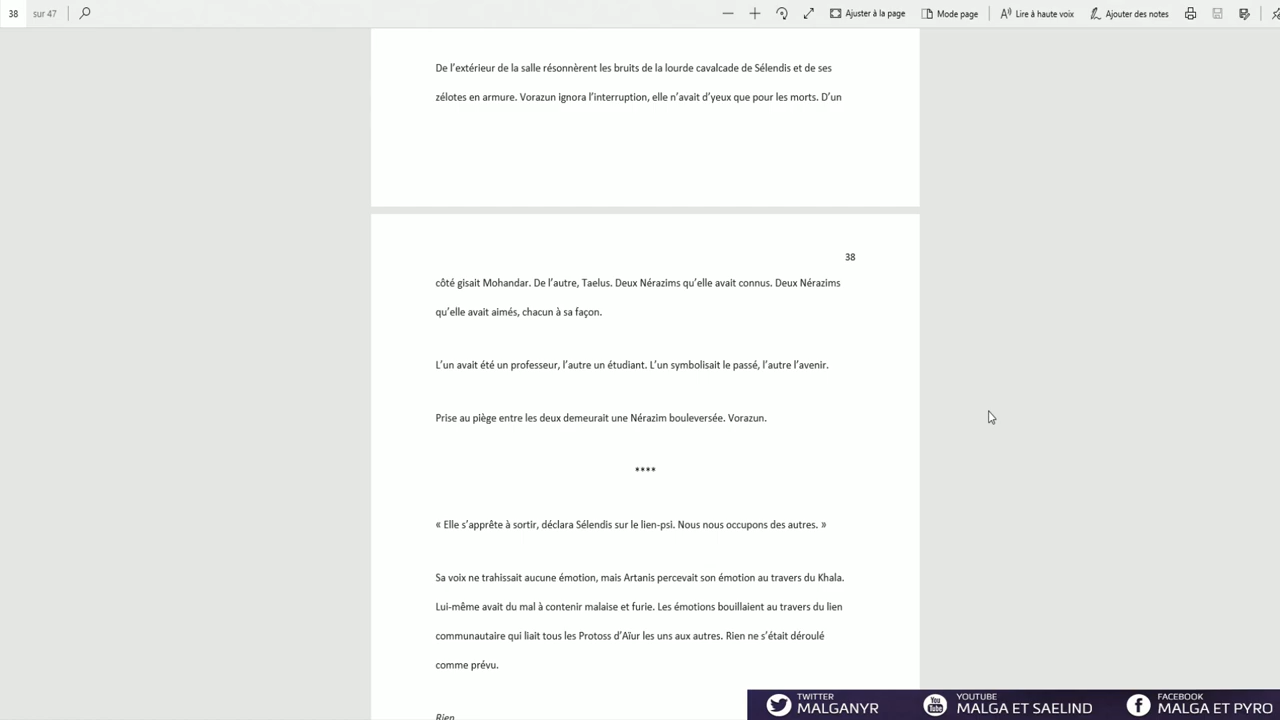 38 sur 47 Ajuster à la page Mode page Lire à haute voix Ajouter des notes
De l’extérieur de la salle résonnèrent les bruits de la lourde cavalcade de Sélendis et de ses
zélotes en armure. Vorazun ignora l’interruption, elle n’avait d’yeux que pour les morts. D’un
38
côté gisait Mohandar. De l’autre, Taelus. Deux Nérazims qu’elle avait connus. Deux Nérazims
qu’elle avait aimés, chacun à sa façon.
L’un avait été un professeur, l’autre un étudiant. L’un symbolisait le passé, l’autre l’avenir.
Prise au piège entre les deux demeurait une Nérazim bouleversée. Vorazun.
****
« Elle s’apprête à sortir, déclara Sélendis sur le lien-psi. Nous nous occupons des autres. »
Sa voix ne trahissait aucune émotion, mais Artanis percevait son émotion au travers du Khala.
Lui-même avait du mal à contenir malaise et furie. Les émotions bouillaient au travers du lien
communautaire qui liait tous les Protoss d’Aïur les uns aux autres. Rien ne s’était déroulé
comme prévu.
Rien
TWITTER
MALGANYR
YOUTUBE
MALGA ET SAELIND
FACEBOOK
MALGA ET PYRO